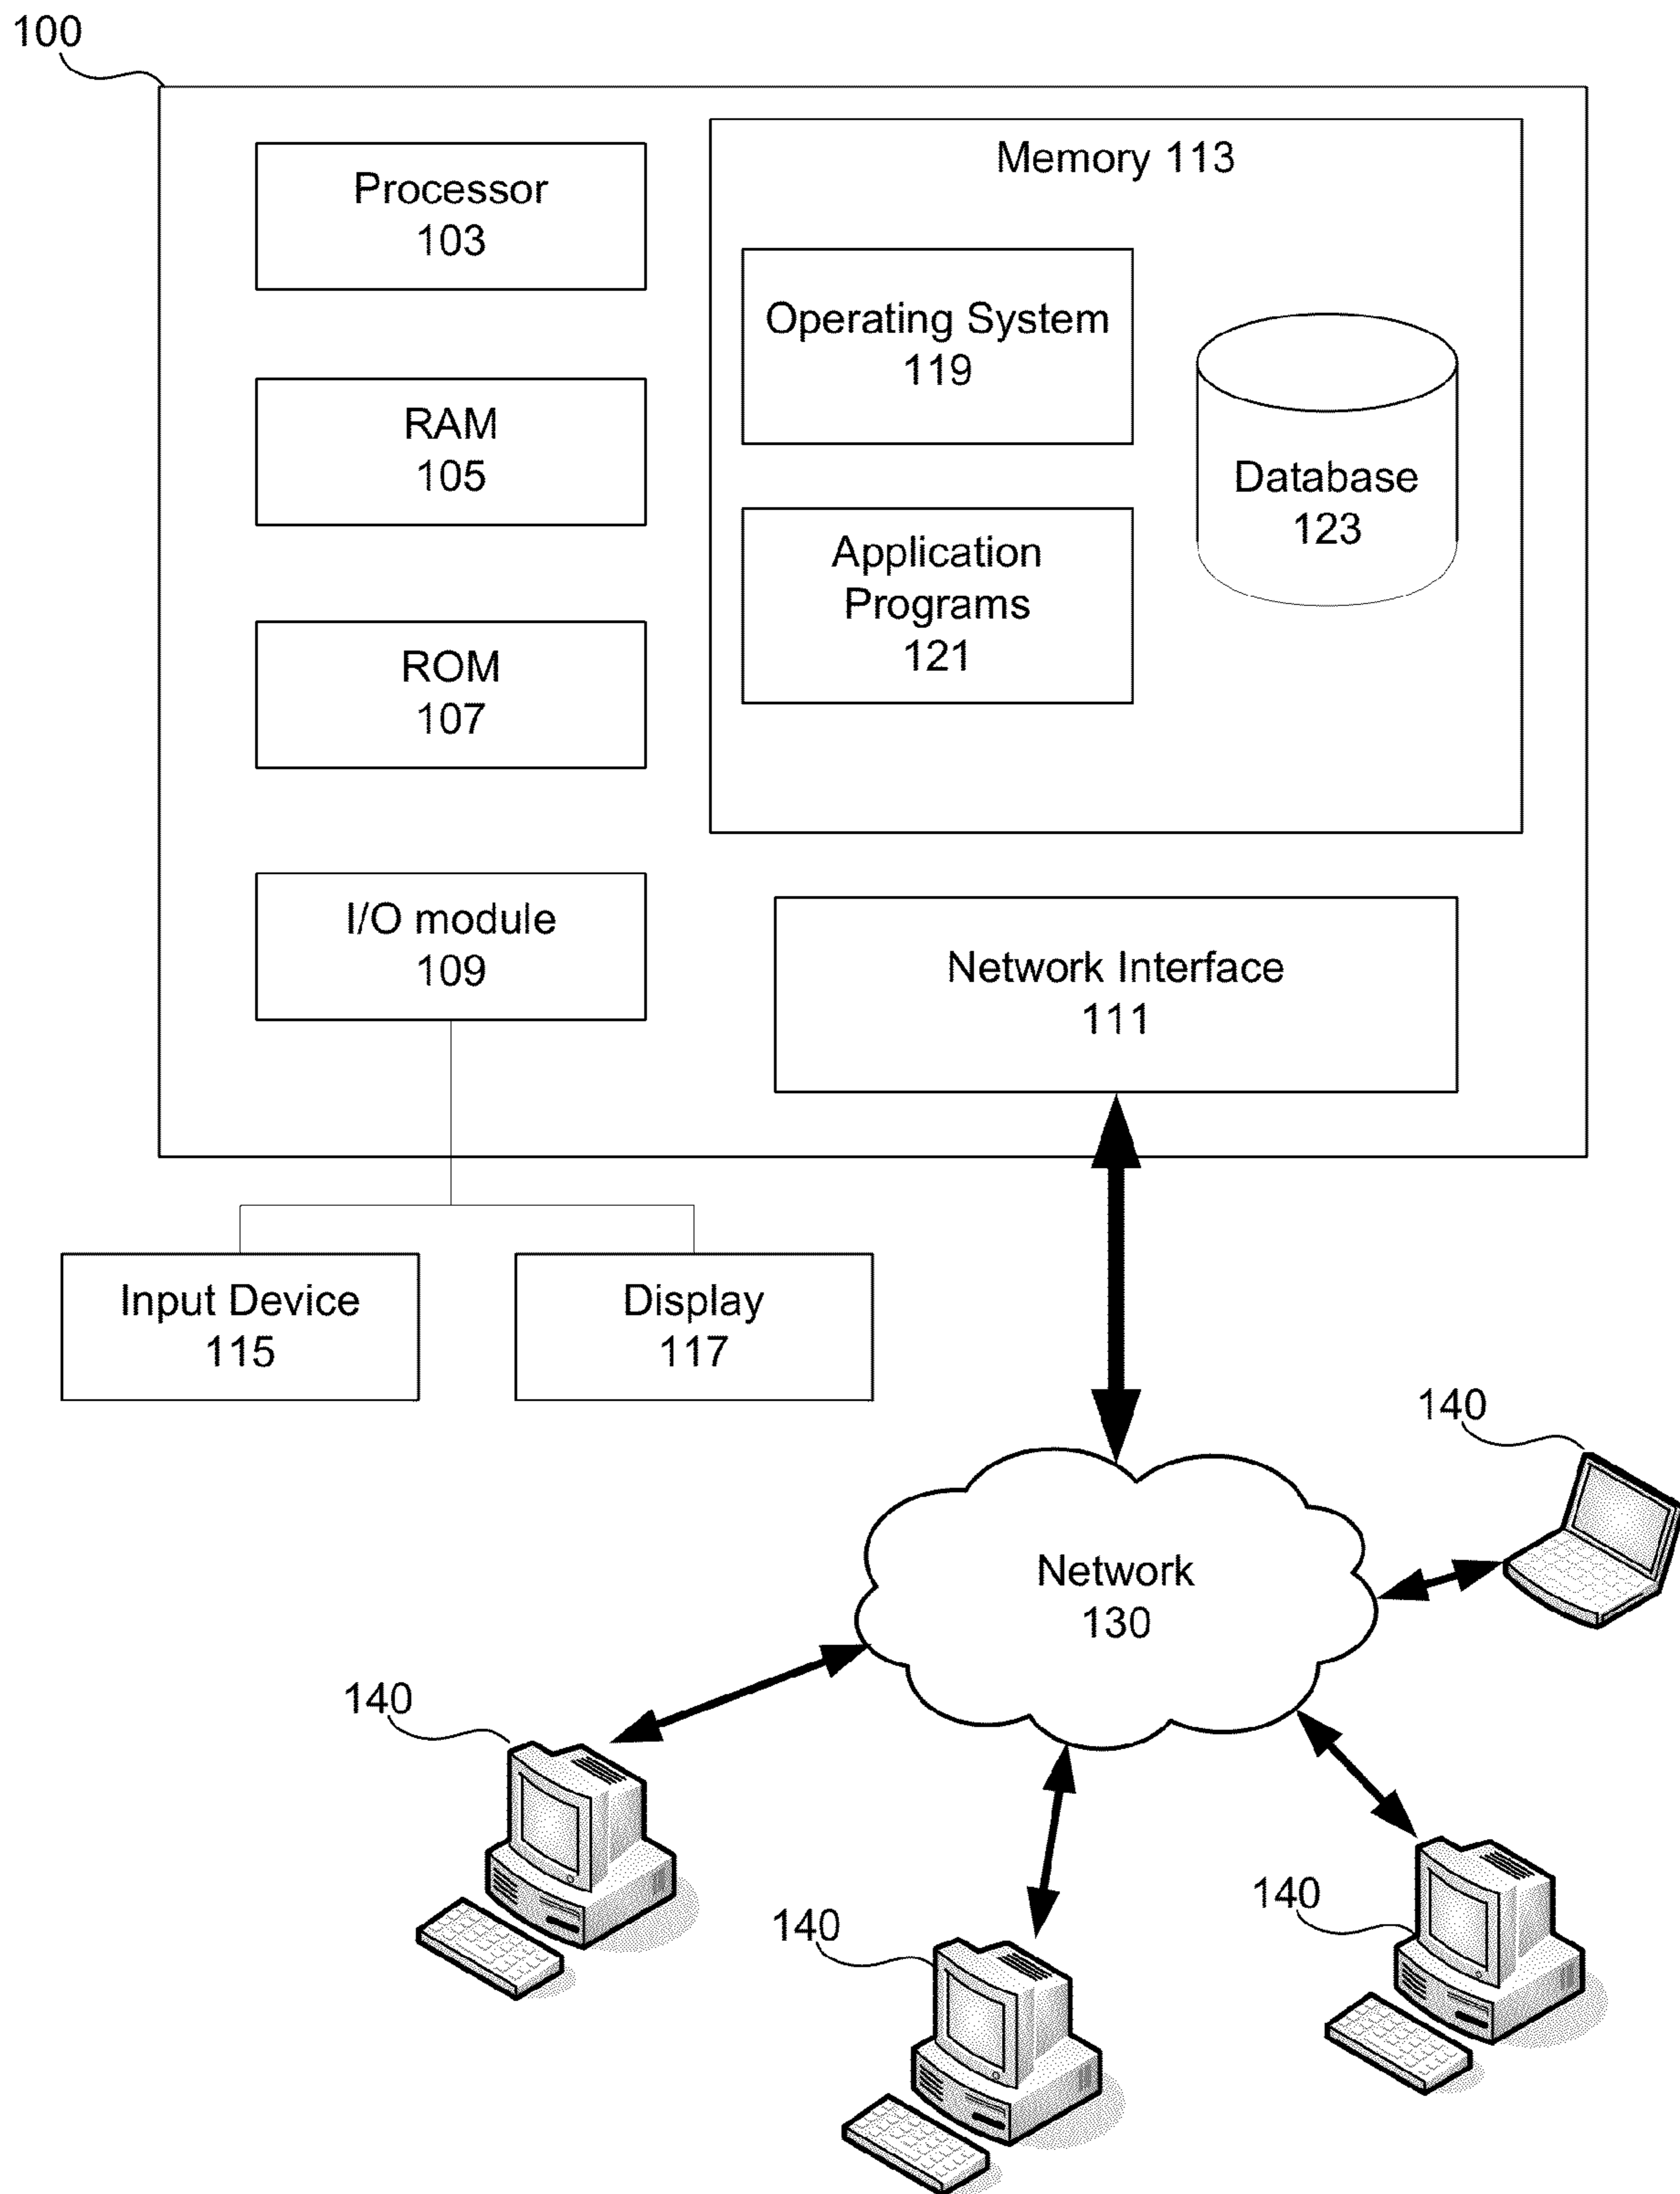 100
Processor
103
RAM
105
ROM
107
I/O module
109
Memory 113
Operating System
119
Application
Programs
121
Database
123
Network Interface
111
Input Device
115
Display
117
Network
130
140
140
140
140